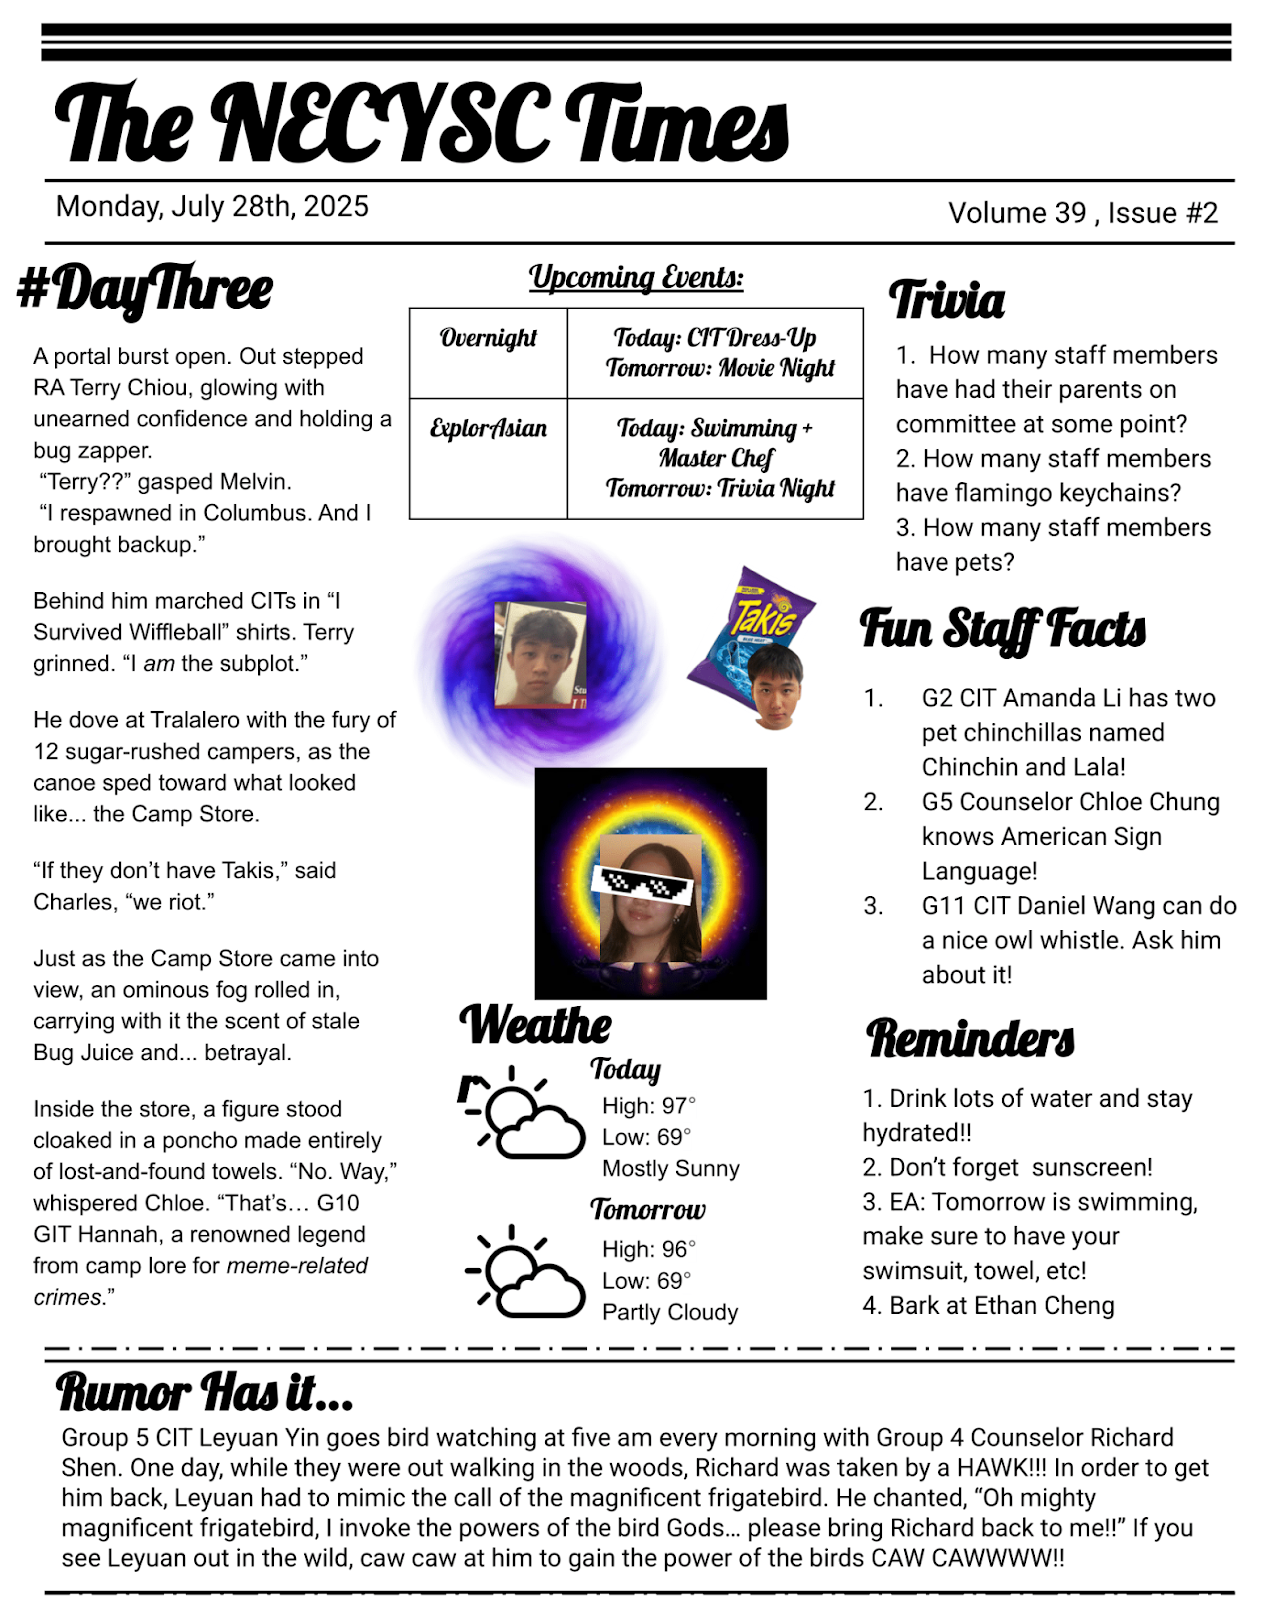 The NECYSC Times
Monday, July 28th, 2025
Volume 39 , Issue #2
#DayThree
A portal burst open. Out stepped
RA Terry Chiou, glowing with
unearned confidence and holding a
bug zapper.
“Terry??” gasped Melvin.
“I respawned in Columbus. And I
brought backup.”
Behind him marched CITs in “I
Survived Wiffleball” shirts. Terry
grinned. “I am the subplot.”
He dove at Tralalero with the fury of
12 sugar-rushed campers, as the
canoe sped toward what looked
like... the Camp Store.
“If they don’t have Takis,” said
Charles, “we riot.”
Just as the Camp Store came into
view, an ominous fog rolled in,
carrying with it the scent of stale
Bug Juice and... betrayal.
Inside the store, a figure stood
cloaked in a poncho made entirely
of lost-and-found towels. “No. Way,”
whispered Chloe. “That’s… G10
GIT Hannah, a renowned legend
from camp lore for meme-related
crimes.”
Upcoming Events:
Overnight
Today: CIT Dress-Up
Tomorrow: Movie Night
ExplorAsian
Today: Swimming +
Master Chef
Tomorrow: Trivia Night
Takis
BLUE HEAT
Weathe
r
Today
High: 97°
Low: 69°
Mostly Sunny
Tomorrow
High: 96°
Low: 69°
Partly Cloudy
Trivia
1. How many staff members
have had their parents on
committee at some point?
2. How many staff members
have flamingo keychains?
3. How many staff members
have pets?
Fun Staff Facts
1. G2 CIT Amanda Li has two
pet chinchillas named
Chinchin and Lala!
2. G5 Counselor Chloe Chung
knows American Sign
Language!
3. G11 CIT Daniel Wang can do
a nice owl whistle. Ask him
about it!
Reminders
1. Drink lots of water and stay
hydrated!!
2. Don’t forget  sunscreen!
3. EA: Tomorrow is swimming,
make sure to have your
swimsuit, towel, etc!
4. Bark at Ethan Cheng
Rumor Has it...
Group 5 CIT Leyuan Yin goes bird watching at five am every morning with Group 4 Counselor Richard
Shen. One day, while they were out walking in the woods, Richard was taken by a HAWK!!! In order to get
him back, Leyuan had to mimic the call of the magnificent frigatebird. He chanted, “Oh mighty
magnificent frigatebird, I invoke the powers of the bird Gods… please bring Richard back to me!!” If you
see Leyuan out in the wild, caw caw at him to gain the power of the birds CAW CAWWWW!!